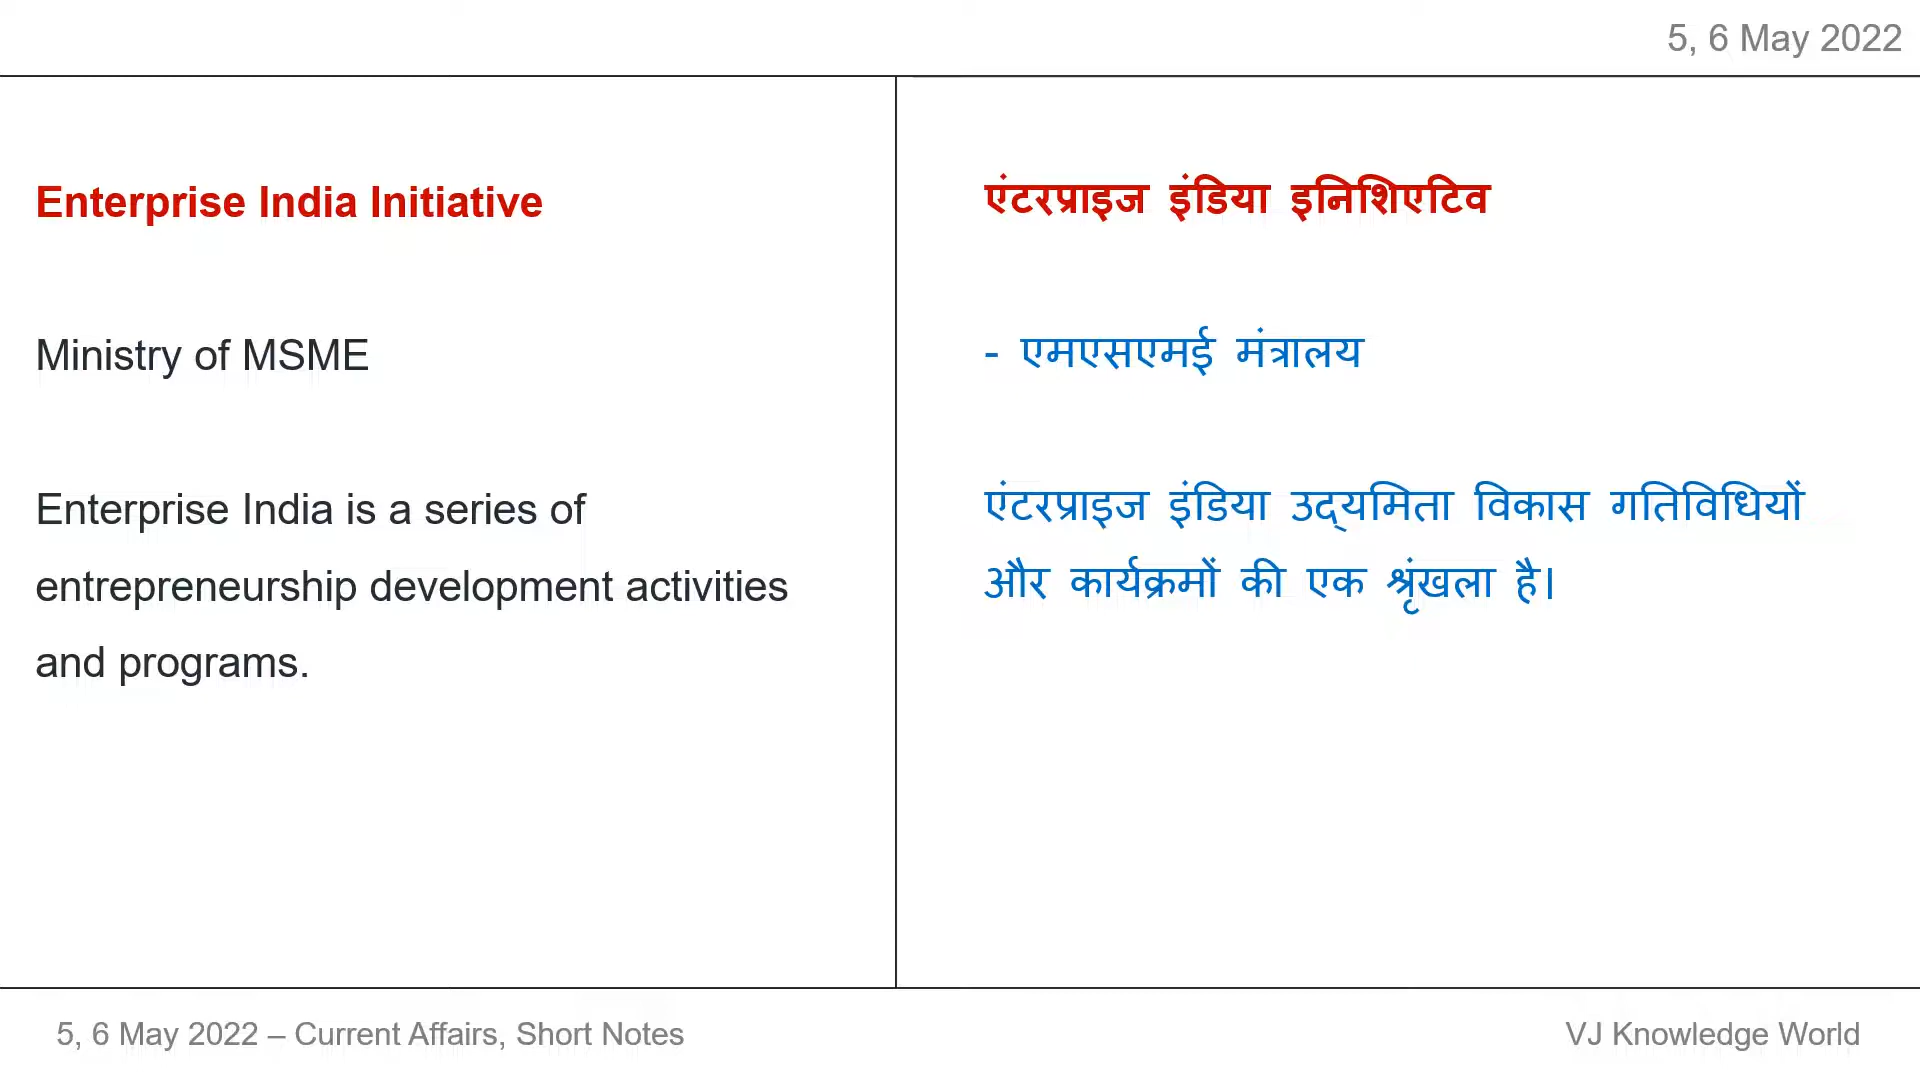 5, 6 May 2022
Enterprise India Initiative
Ministry of MSME
Enterprise India is a series of
entrepreneurship development activities
and programs.
एंटरप्राइज इंडिया इनिशिएटिव
- एमएसएमई मंत्रालय
एंटरप्राइज इंडिया उद्यमिता विकास गतिविधियों
और कार्यक्रमों की एक श्रृंखला है।
5, 6 May 2022 – Current Affairs, Short Notes
VJ Knowledge World